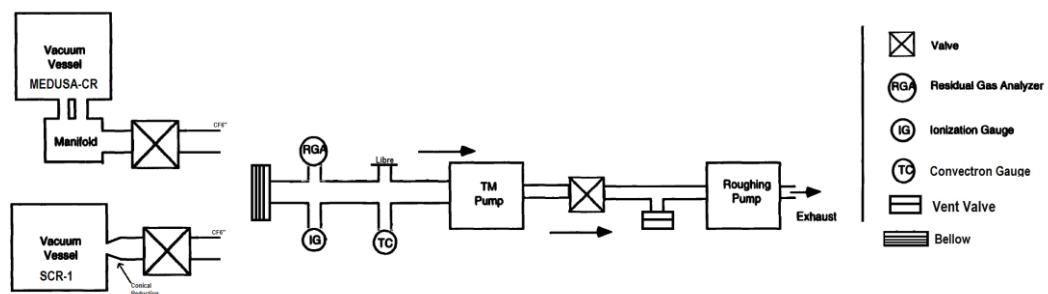 Vacuum
Vessel
MEDUSA-CR
Manifold
CF6"
Vacuum
Vessel
SCR-1
CF6"
Conical
Reduction
RGA
Libre
IG
TC
TM
Pump
Roughing
Pump
Exhaust
Valve
RGA
Residual Gas Analyzer
IG
Ionization Gauge
TC
Convectron Gauge
Vent Valve
Bellow